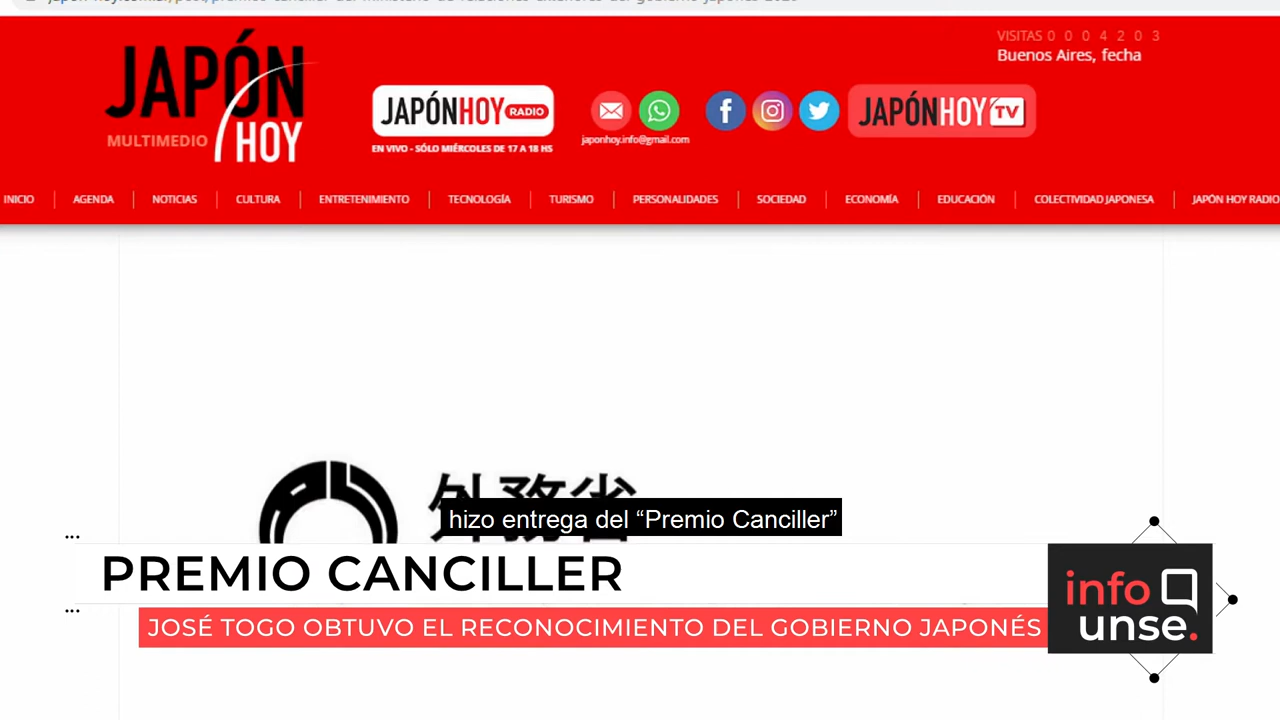 VISITAS 0 0 0 4 2 0 3
Buenos Aires, fecha
JAPÓN
HOY
MULTIMEDIO
JAPÓNHOY RADIO
EN VIVO - SÓLO MIÉRCOLES DE 17 A 18 HS
japonhoy.info@gmail.com
JAPÓNHOY TV
INICIO
AGENDA
NOTICIAS
CULTURA
ENTRETENIMIENTO
TECNOLOGÍA
TURISMO
PERSONALIDADES
SOCIEDAD
ECONOMÍA
EDUCACIÓN
COLECTIVIDAD JAPONESA
JAPÓN HOY RADIO
外務省
hizo entrega del “Premio Canciller”
PREMIO CANCILLER
JOSÉ TOGO OBTUVO EL RECONOCIMIENTO DEL GOBIERNO JAPONÉS
info
unse.